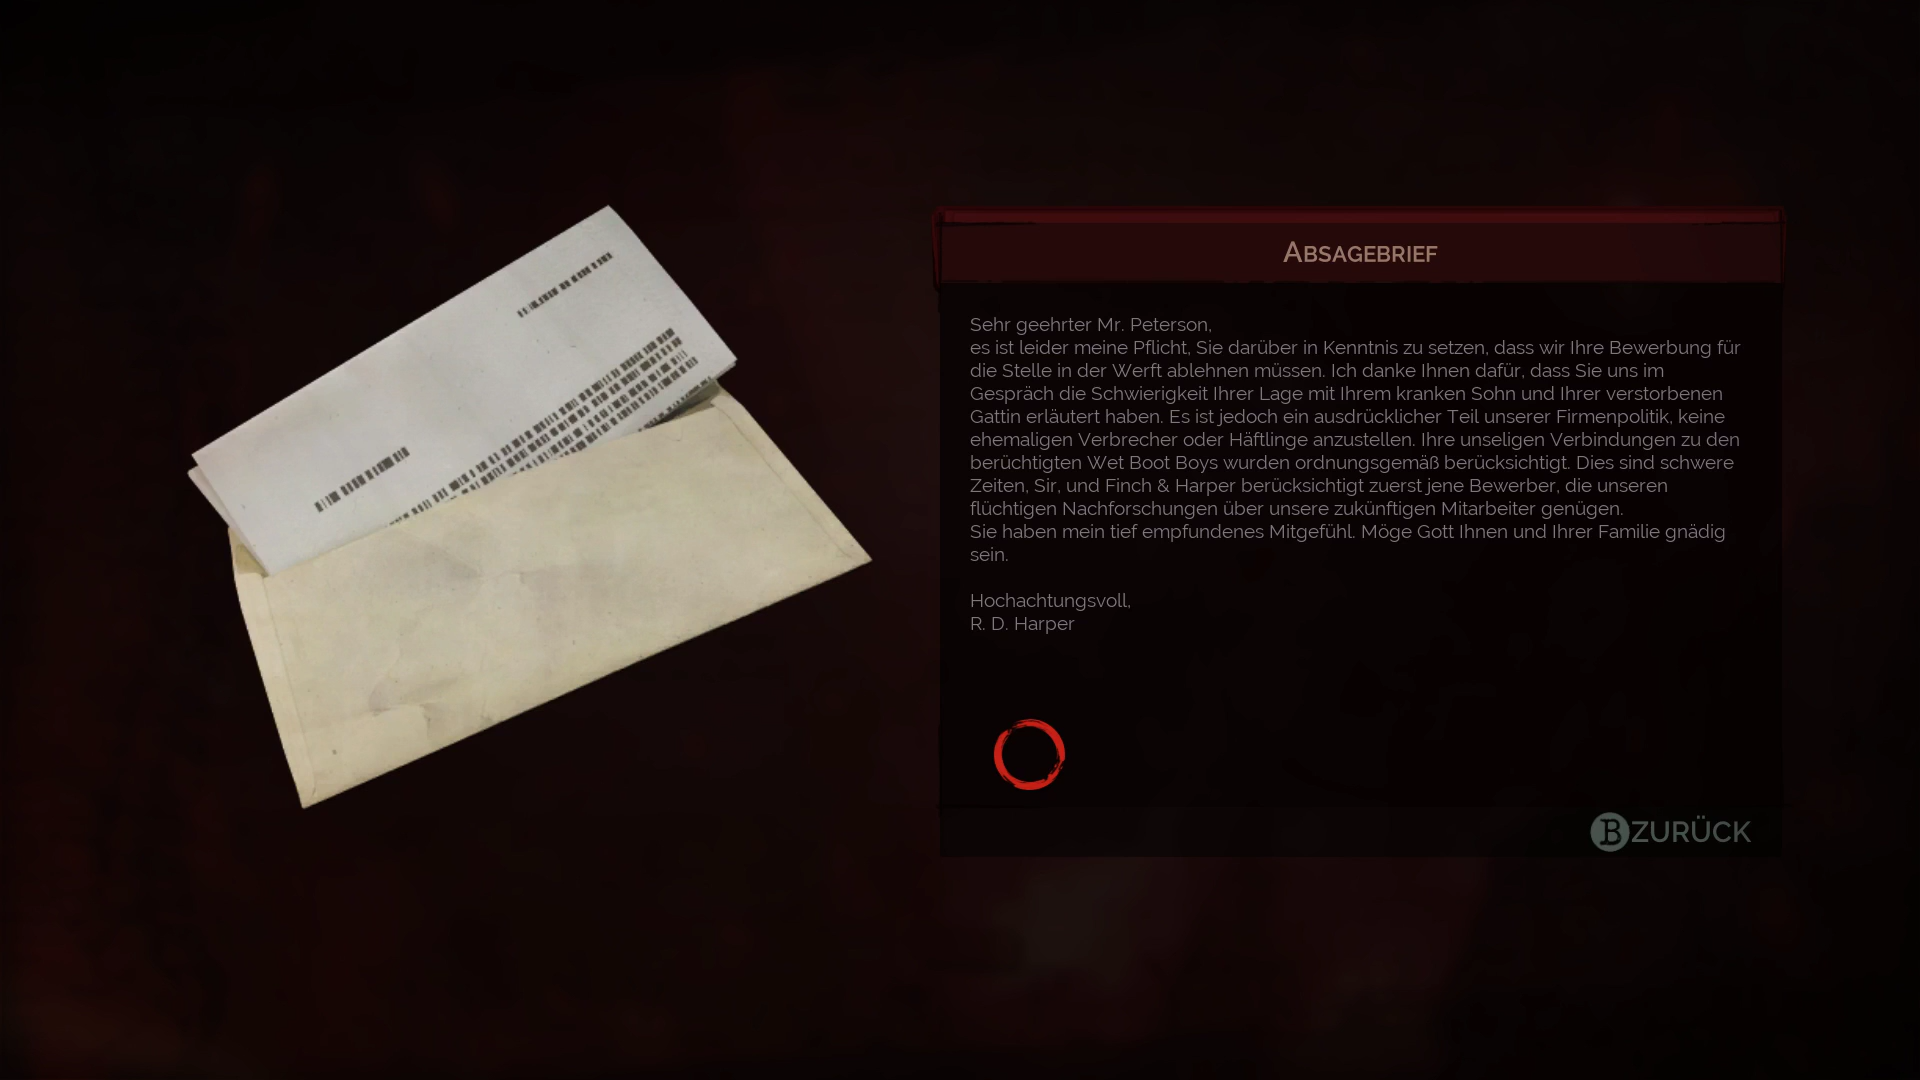 Absagebrief
Sehr geehrter Mr. Peterson,
es ist leider meine Pflicht, Sie darüber in Kenntnis zu setzen, dass wir Ihre Bewerbung für
die Stelle in der Werft ablehnen müssen. Ich danke Ihnen dafür, dass Sie uns im
Gespräch die Schwierigkeit Ihrer Lage mit Ihrem kranken Sohn und Ihrer verstorbenen
Gattin erläutert haben. Es ist jedoch ein ausdrücklicher Teil unserer Firmenpolitik, keine
ehemaligen Verbrecher oder Häftlinge anzustellen. Ihre unseligen Verbindungen zu den
berüchtigten Wet Boot Boys wurden ordnungsgemäß berücksichtigt. Dies sind schwere
Zeiten, Sir, und Finch & Harper berücksichtigt zuerst jene Bewerber, die unseren
flüchtigen Nachforschungen über unsere zukünftigen Mitarbeiter genügen.
Sie haben mein tief empfundenes Mitgefühl. Möge Gott Ihnen und Ihrer Familie gnädig
sein.
Hochachtungsvoll,
R. D. Harper
B ZURÜCK